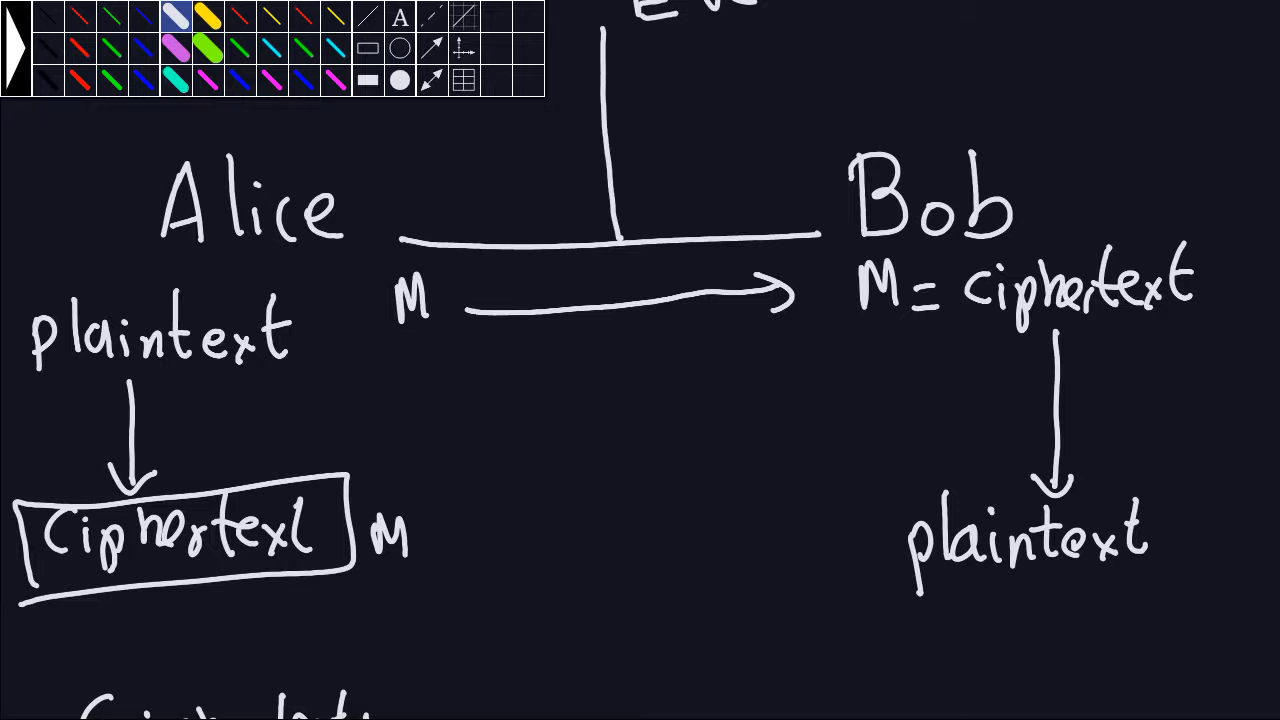 A
Alice
Bob
M
M = ciphertext
plaintext
Ciphertext M
plaintext